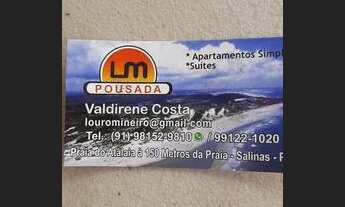 LM
POUSADA
* Apartamentos Simpl
*Suites
Valdirene Costa
louromineiro@gmail.com
Tel.: (91) 98152-9810 / 99122-1020
Praia do Atalaia à 150 Metros da Praia - Salinas - P